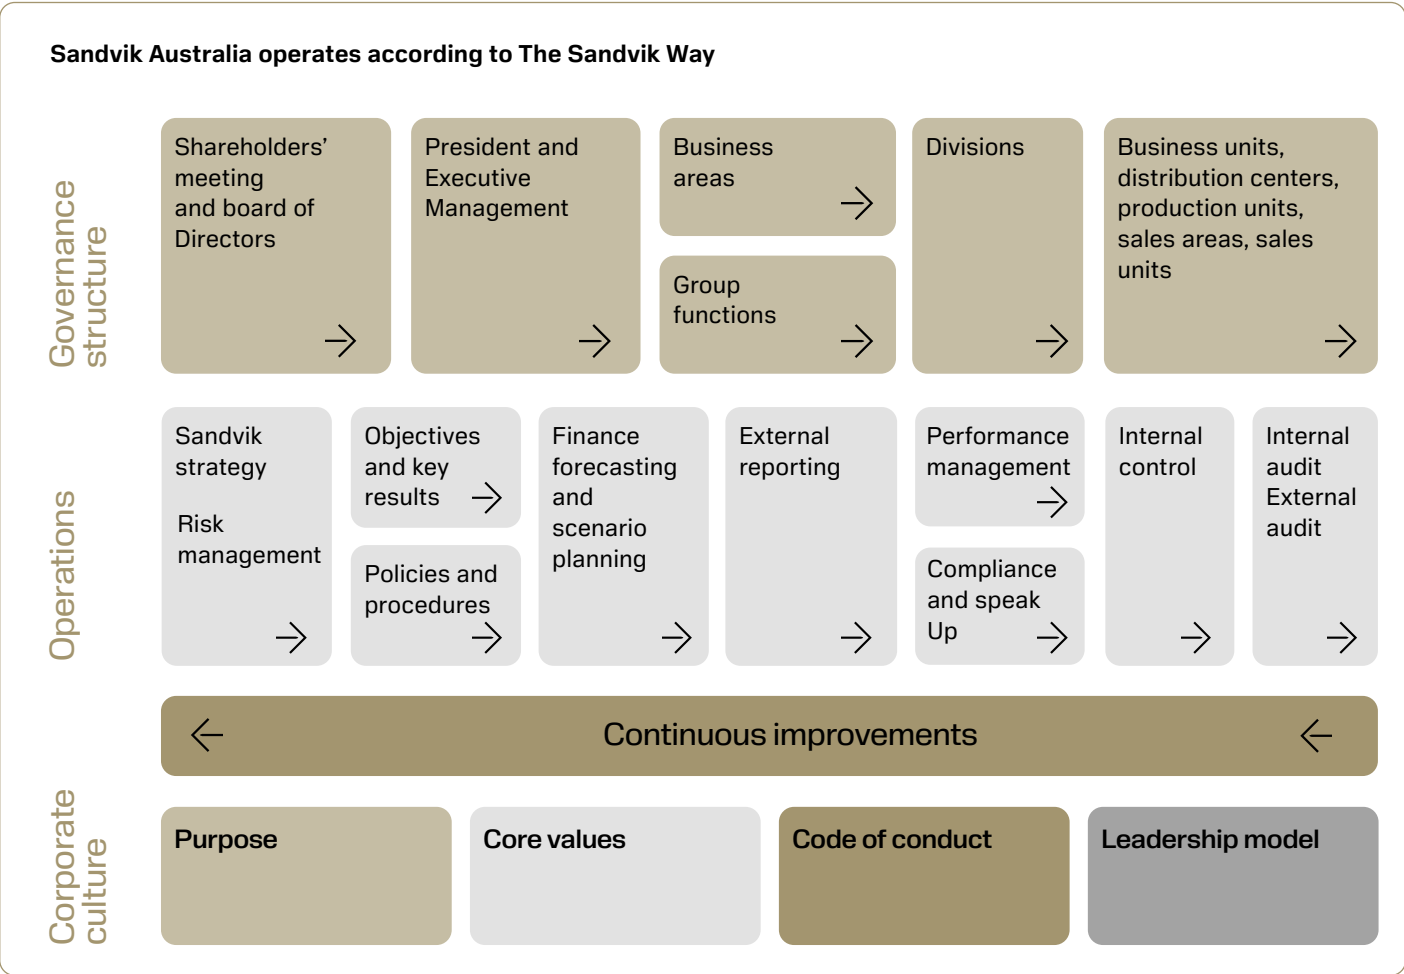 Sandvik Australia operates according to The Sandvik Way
Governance
structure
Shareholders’
meeting
and board of
Directors
President and
Executive
Management
Business
areas
Group
functions
Divisions
Business units,
distribution centers,
production units,
sales areas, sales
units
Operations
Sandvik
strategy
Risk
management
Objectives
and key
results
Policies and
procedures
Finance
forecasting
and
scenario
planning
External
reporting
Performance
management
Compliance
and speak
Up
Internal
control
Internal
audit
External
audit
Continuous improvements
Corporate
culture
Purpose
Core values
Code of conduct
Leadership model